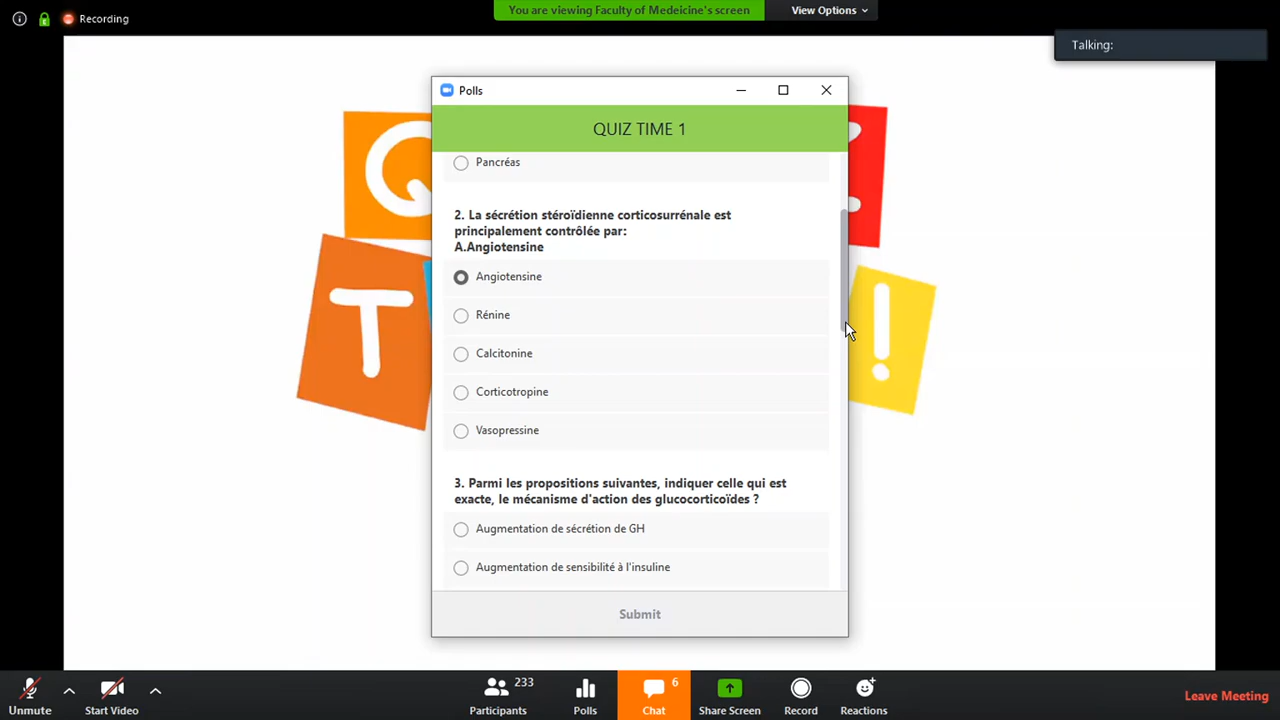 Recording
You are viewing Faculty of Medeicine's screen
View Options
Talking:
Polls
QUIZ TIME 1
Q
T
!
Pancréas
2. La sécrétion stéroïdienne corticosurrénale est
principalement contrôlée par:
A.Angiotensine
Angiotensine
Rénine
Calcitonine
Corticotropine
Vasopressine
3. Parmi les propositions suivantes, indiquer celle qui est
exacte, le mécanisme d'action des glucocorticoïdes ?
Augmentation de sécrétion de GH
Augmentation de sensibilité à l'insuline
Submit
Unmute
Start Video
233
Participants
Polls
6
Chat
Share Screen
Record
Reactions
Leave Meeting